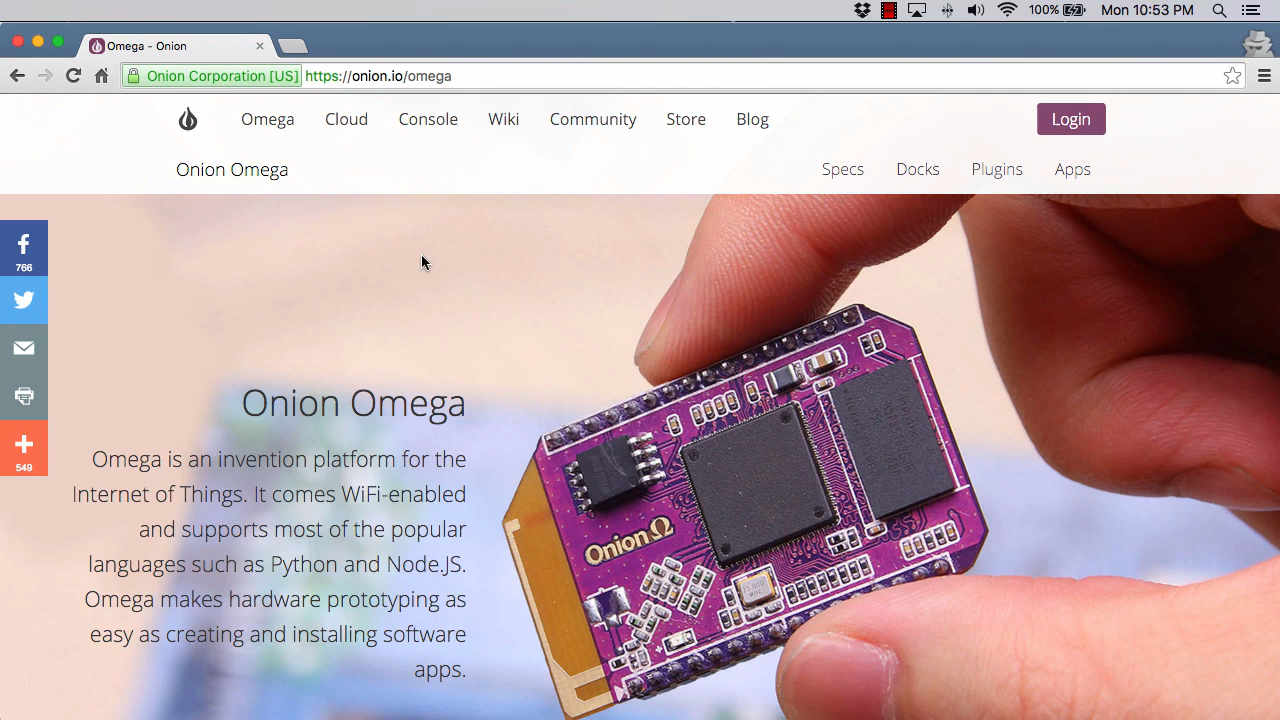 100%
Mon 10:53 PM
Omega - Onion
Onion Corporation [US]
https://onion.io/omega
Omega
Cloud
Console
Wiki
Community
Store
Blog
Login
Onion Omega
Specs
Docks
Plugins
Apps
766
549
Onion Omega
Omega is an invention platform for the
Internet of Things. It comes WiFi-enabled
and supports most of the popular
languages such as Python and Node.JS.
Omega makes hardware prototyping as
easy as creating and installing software
apps.
OnionΩ